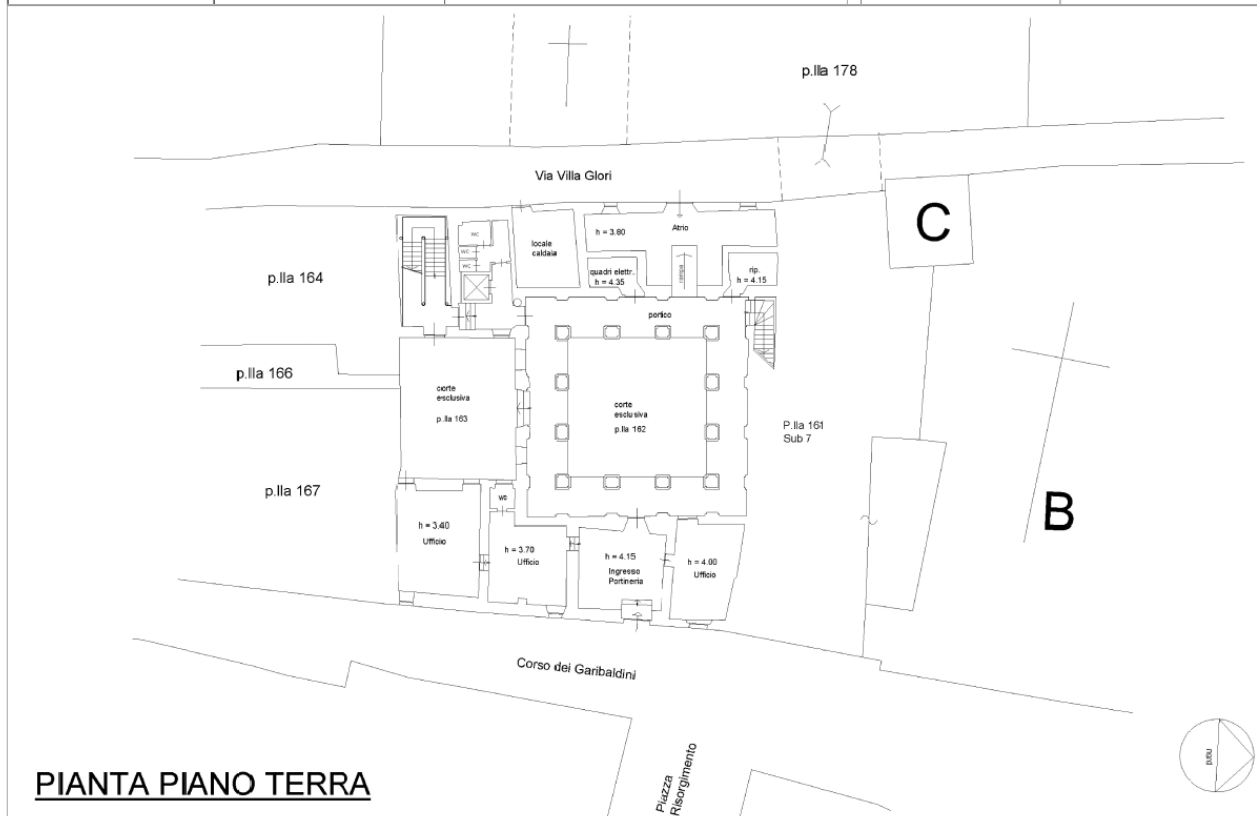 p.lla 178
Via Villa Glori
C
h = 3.80
Atrio
WC
WC
WC
locale
caldaia
quadri elettr..
h = 4.35
rampa
rip.
h = 4.15
p.lla 164
portico
p.lla 166
corte
esclusiva
p.lla 163
corte
esclusiva
p.lla 162
P.lla 161
Sub 7
p.lla 167
B
wc
h = 3.40
Ufficio
h = 3.70
Ufficio
h = 4.15
Ingresso
Portineria
h = 4.00
Ufficio
Corso dei Garibaldini
Piazza
Risorgimento
nord
PIANTA PIANO TERRA